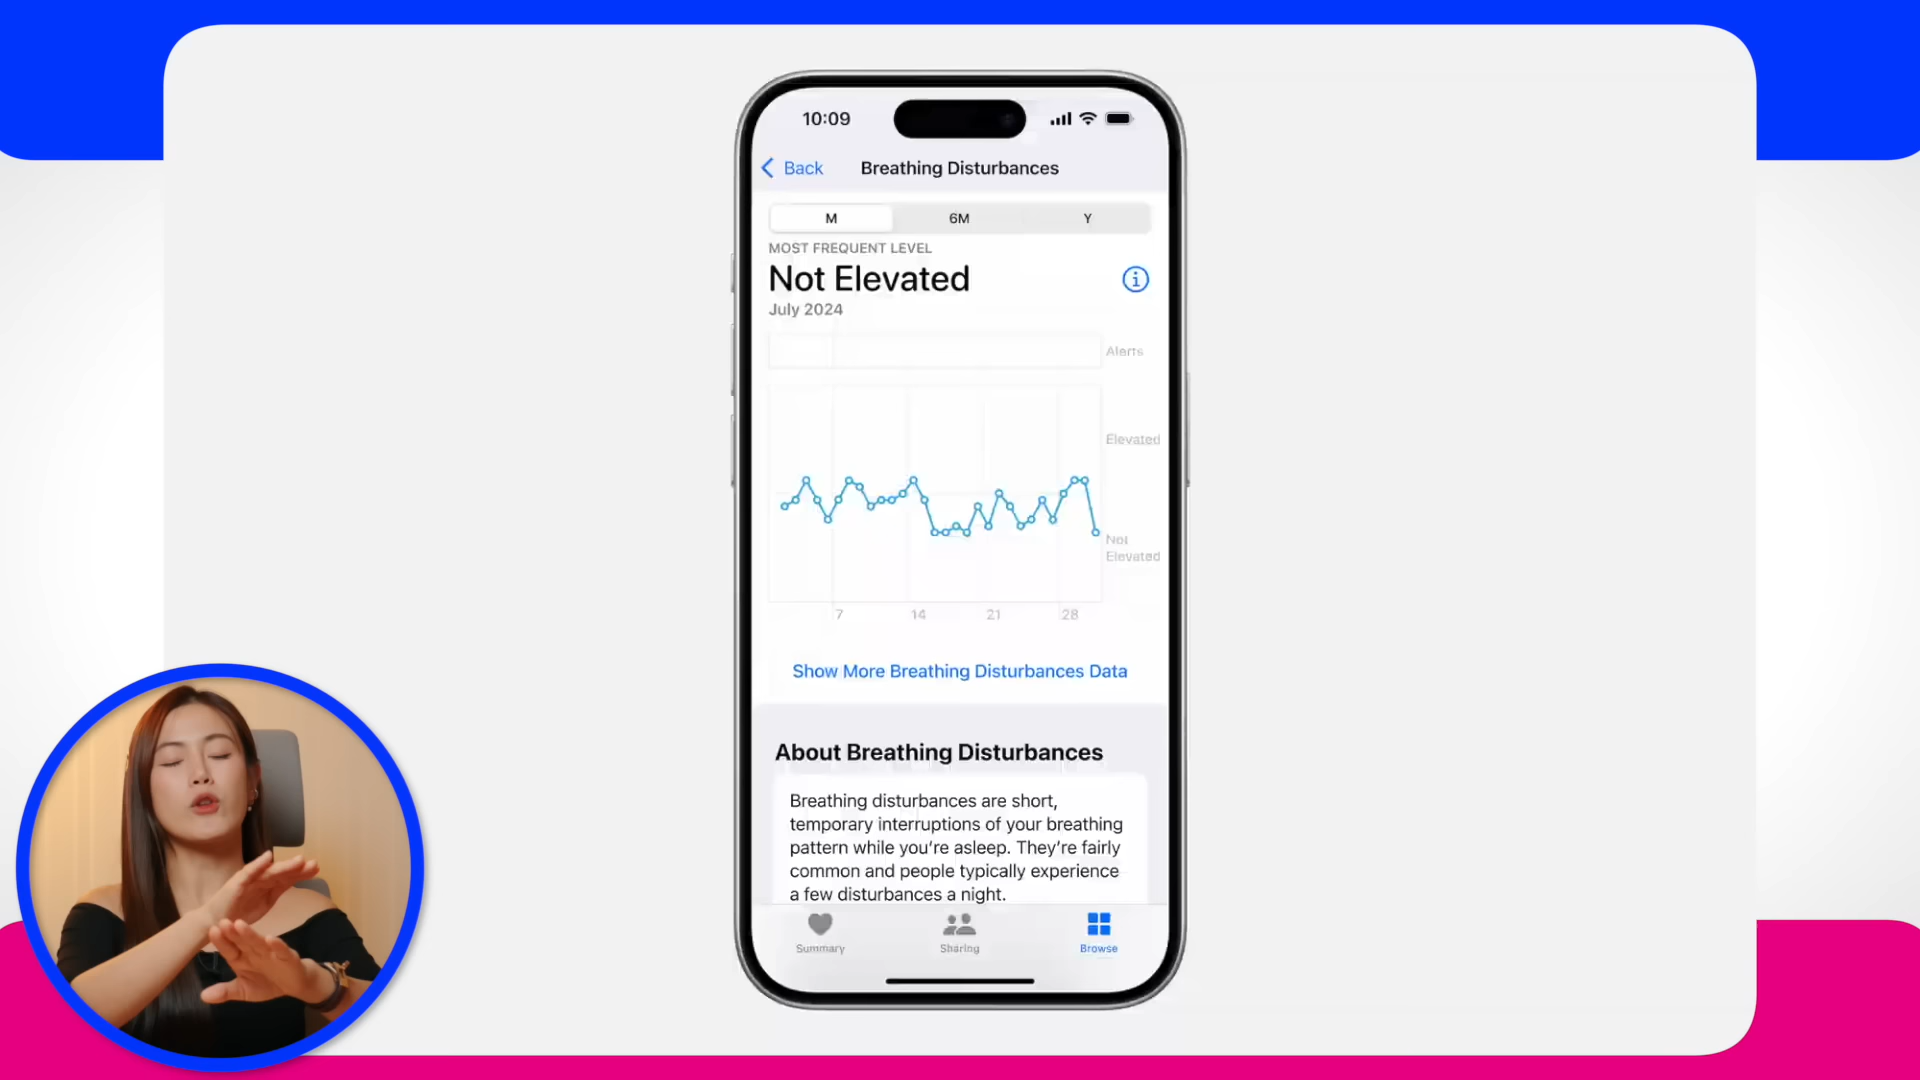 10:09
Back
Breathing Disturbances
M
6M
Y
MOST FREQUENT LEVEL
Not Elevated
July 2024
Alerts
Elevated
Not
Elevated
7
14
21
28
Show More Breathing Disturbances Data
About Breathing Disturbances
Breathing disturbances are short,
temporary interruptions of your breathing
pattern while you're asleep. They're fairly
common and people typically experience
a few disturbances a night.
Summary
Sharing
Browse